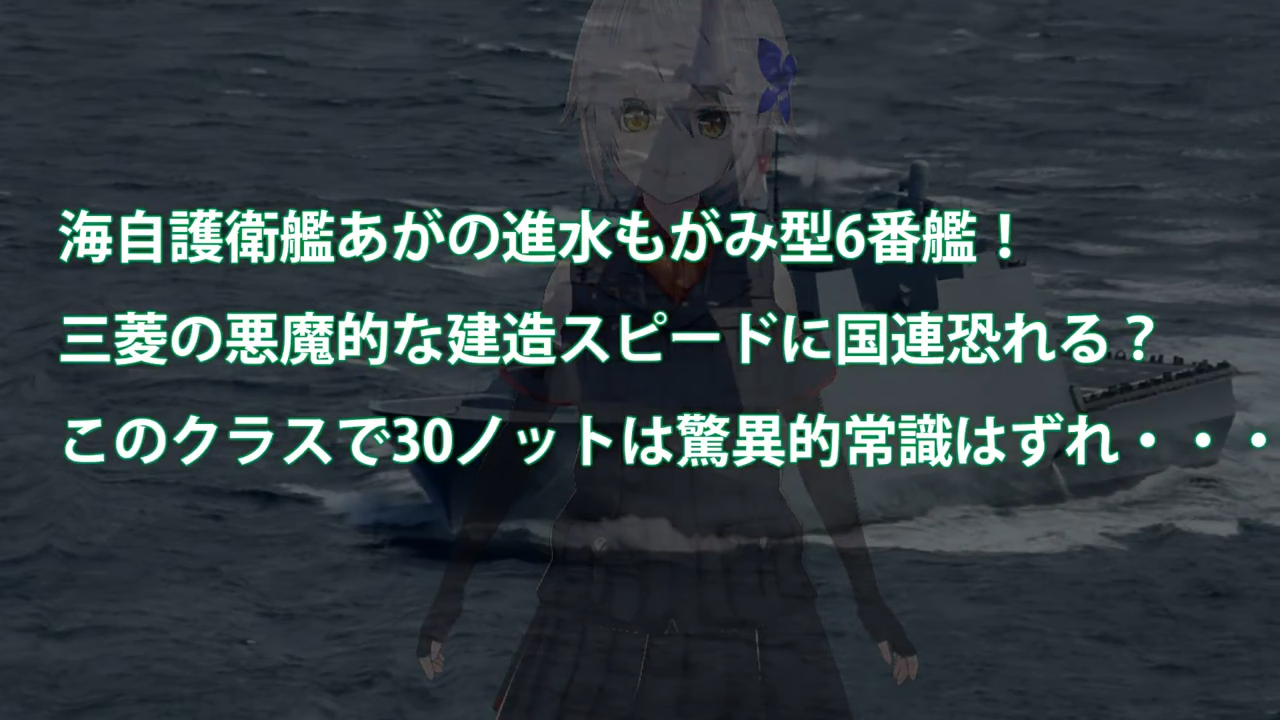 海自護衛艦あがの進水もがみ型6番艦！
三菱の悪魔的な建造スピードに国連恐れる？
このクラスで30ノットは驚異的常識はずれ・・・